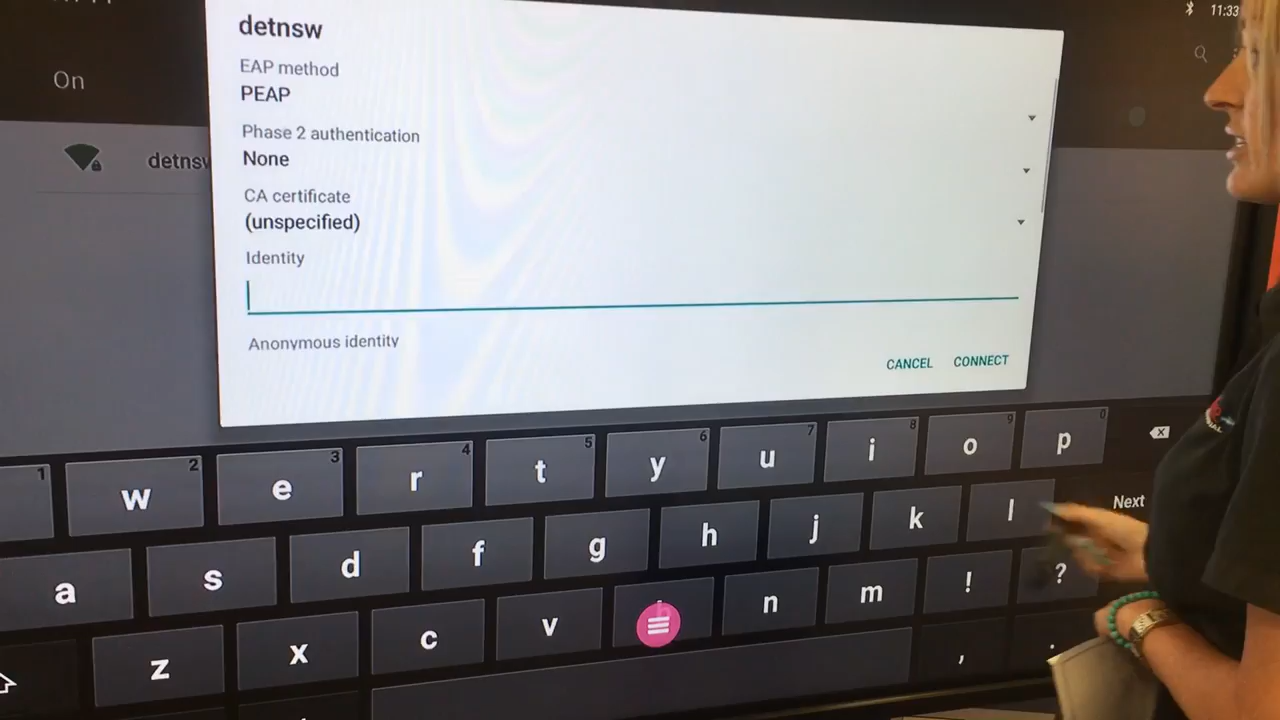 11:33
On
detnsw
detnsw
EAP method
PEAP
Phase 2 authentication
None
CA certificate
(unspecified)
Identity
Anonymous identity
CANCEL CONNECT
1 2 3 4 5 6 7 8 9 0
w e r t y u i o p
a s d f g h j k l Next
z x c v b n m ! ?
, .